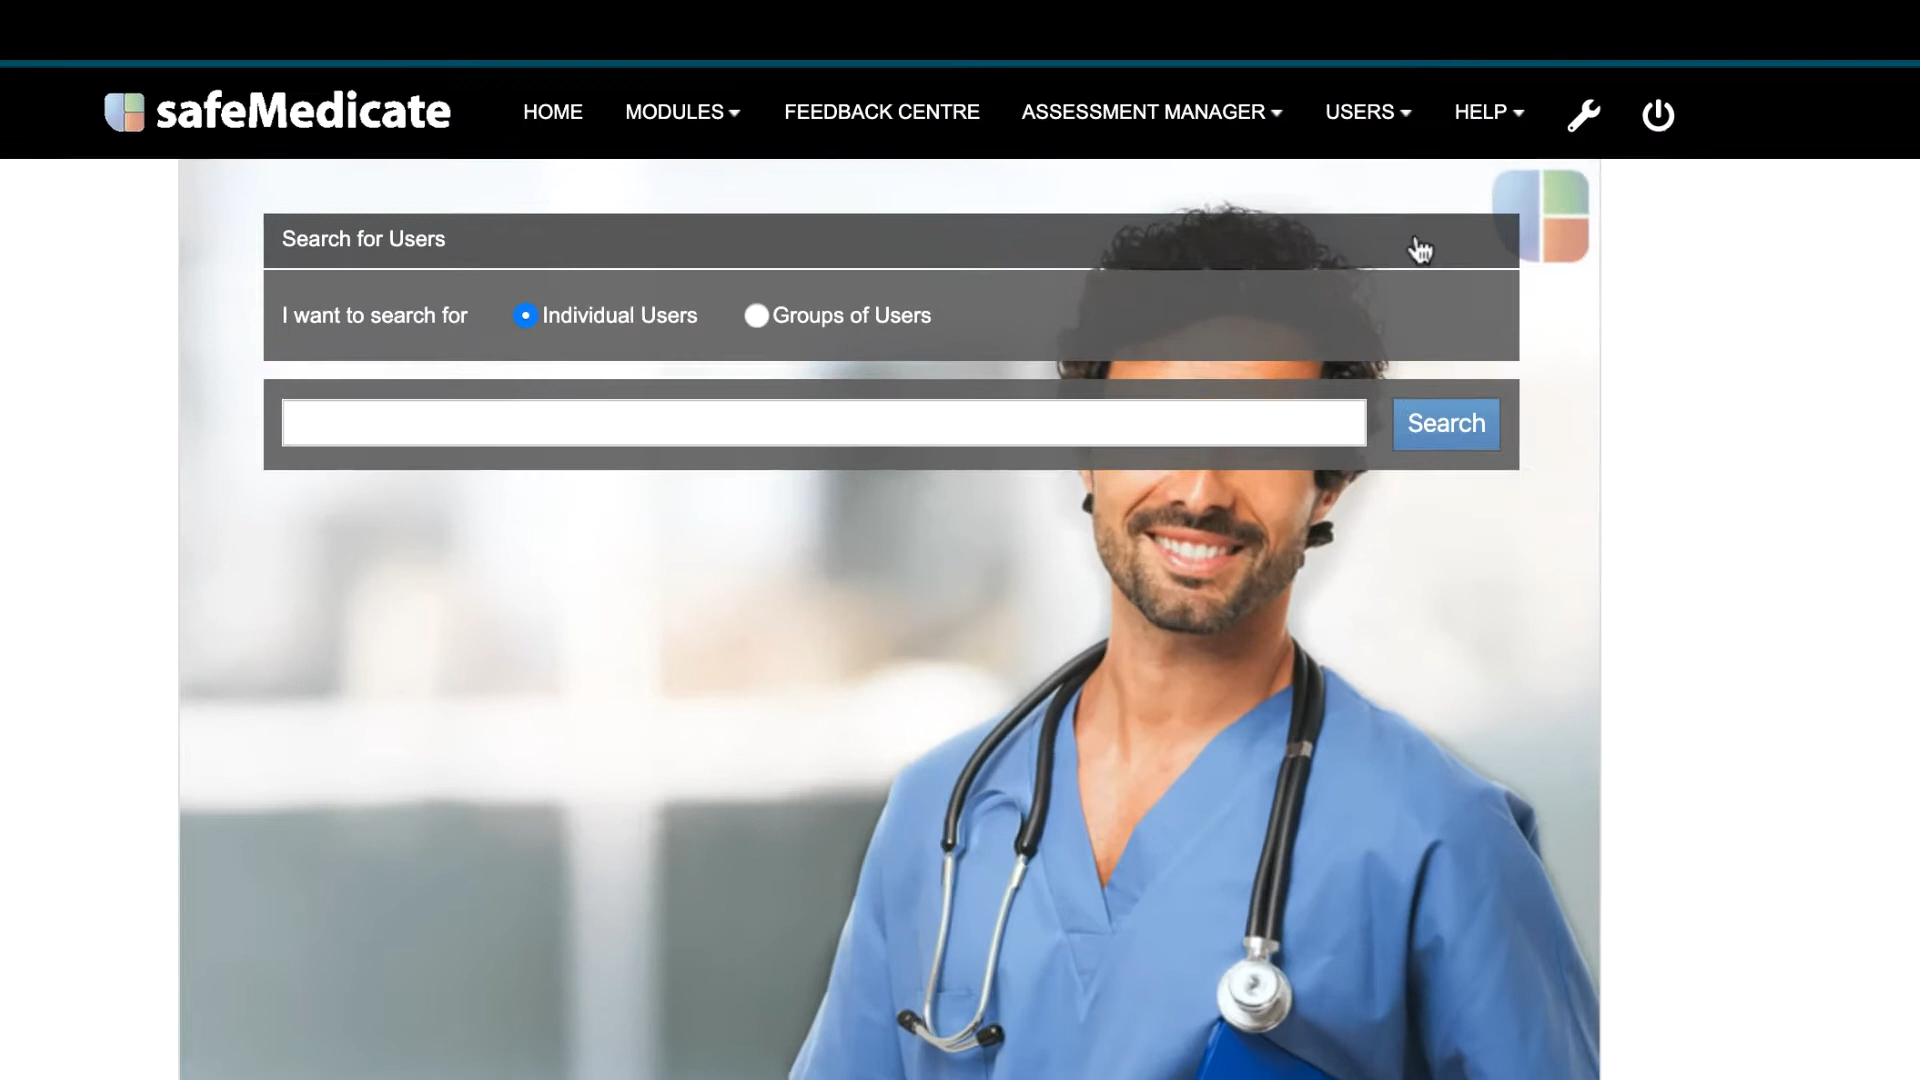 safeMedicate
HOME MODULES FEEDBACK CENTRE ASSESSMENT MANAGER USERS HELP
Search for Users
I want to search for Individual Users Groups of Users
Search